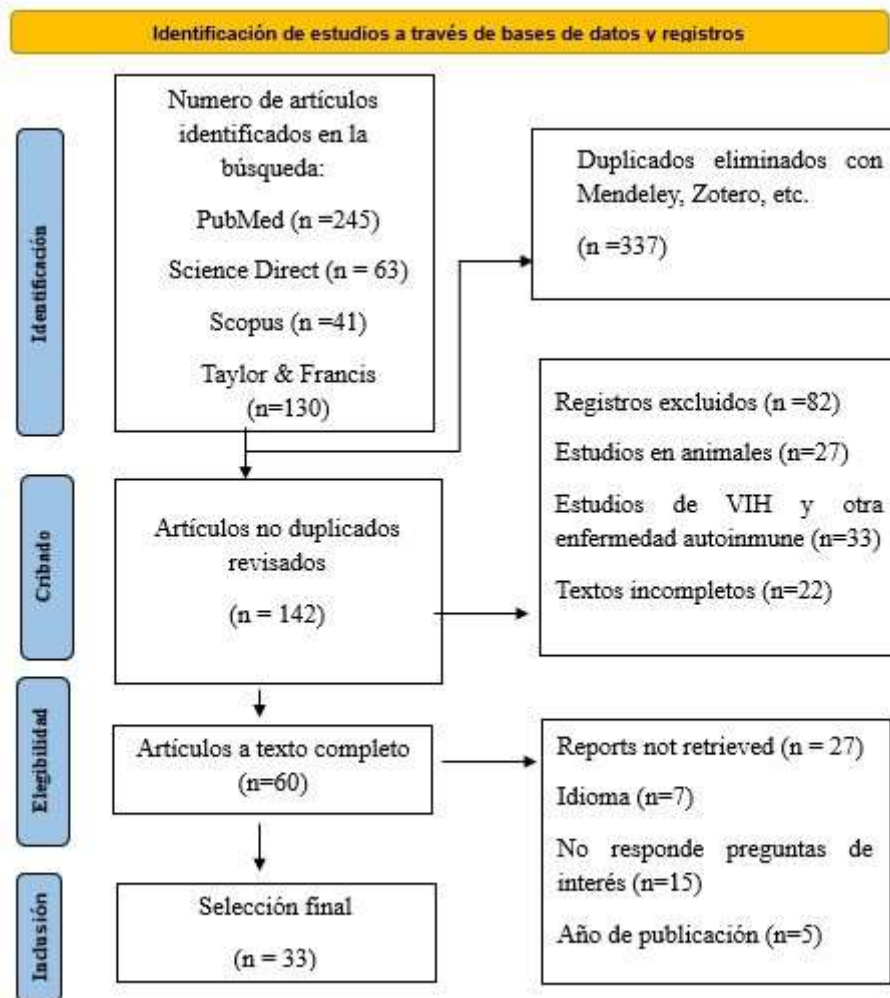 Identificación de estudios a través de bases de datos y registros
Identificación
Numero de artículos
identificados en la
búsqueda:
PubMed (n =245)
Science Direct (n = 63)
Scopus (n =41)
Taylor & Francis
(n=130)
Duplicados eliminados con
Mendeley, Zotero, etc.
(n =337)
Cribado
Artículos no duplicados
revisados
(n = 142)
Registros excluidos (n =82)
Estudios en animales (n=27)
Estudios de VIH y otra
enfermedad autoinmune (n=33)
Textos incompletos (n=22)
Elegibilidad
Artículos a texto completo
(n=60)
Reports not retrieved (n = 27)
Idioma (n=7)
No responde preguntas de
interés (n=15)
Año de publicación (n=5)
Inclusión
Selección final
(n = 33)